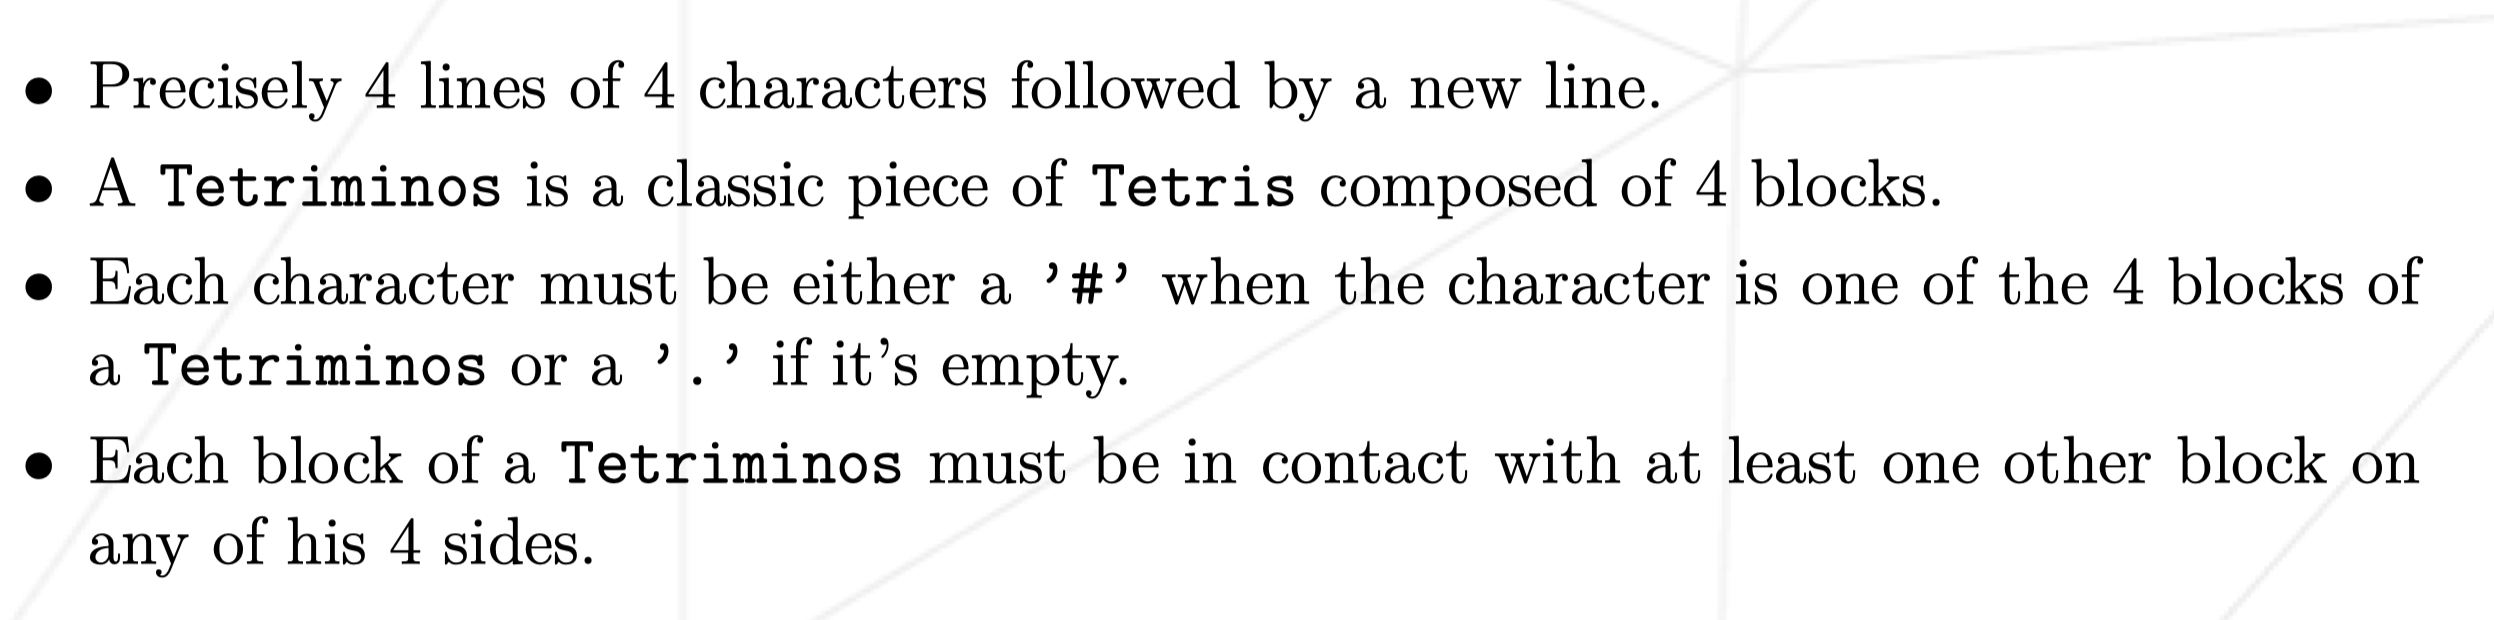 • Precisely 4 lines of 4 characters followed by a new line.
• A Tetriminos is a classic piece of Tetris composed of 4 blocks.
• Each character must be either a ’#’ when the character is one of the 4 blocks of
a Tetriminos or a ’.’ if it’s empty.
• Each block of a Tetriminos must be in contact with at least one other block on
any of his 4 sides.